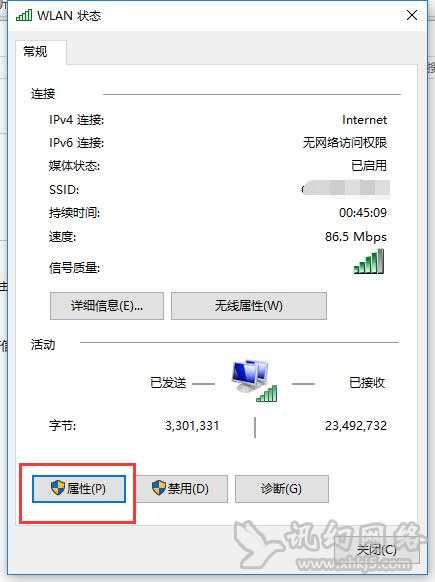 WLAN 状态
常规
连接
IPv4 连接: Internet
IPv6 连接: 无网络访问权限
媒体状态: 已启用
SSID:
持续时间: 00:45:09
速度: 86.5 Mbps
信号质量:
详细信息(E)... 无线属性(W)
活动
已发送 已接收
字节: 3,301,331 23,492,732
属性(P) 禁用(D) 诊断(G)
讯幻网络
关闭(C)